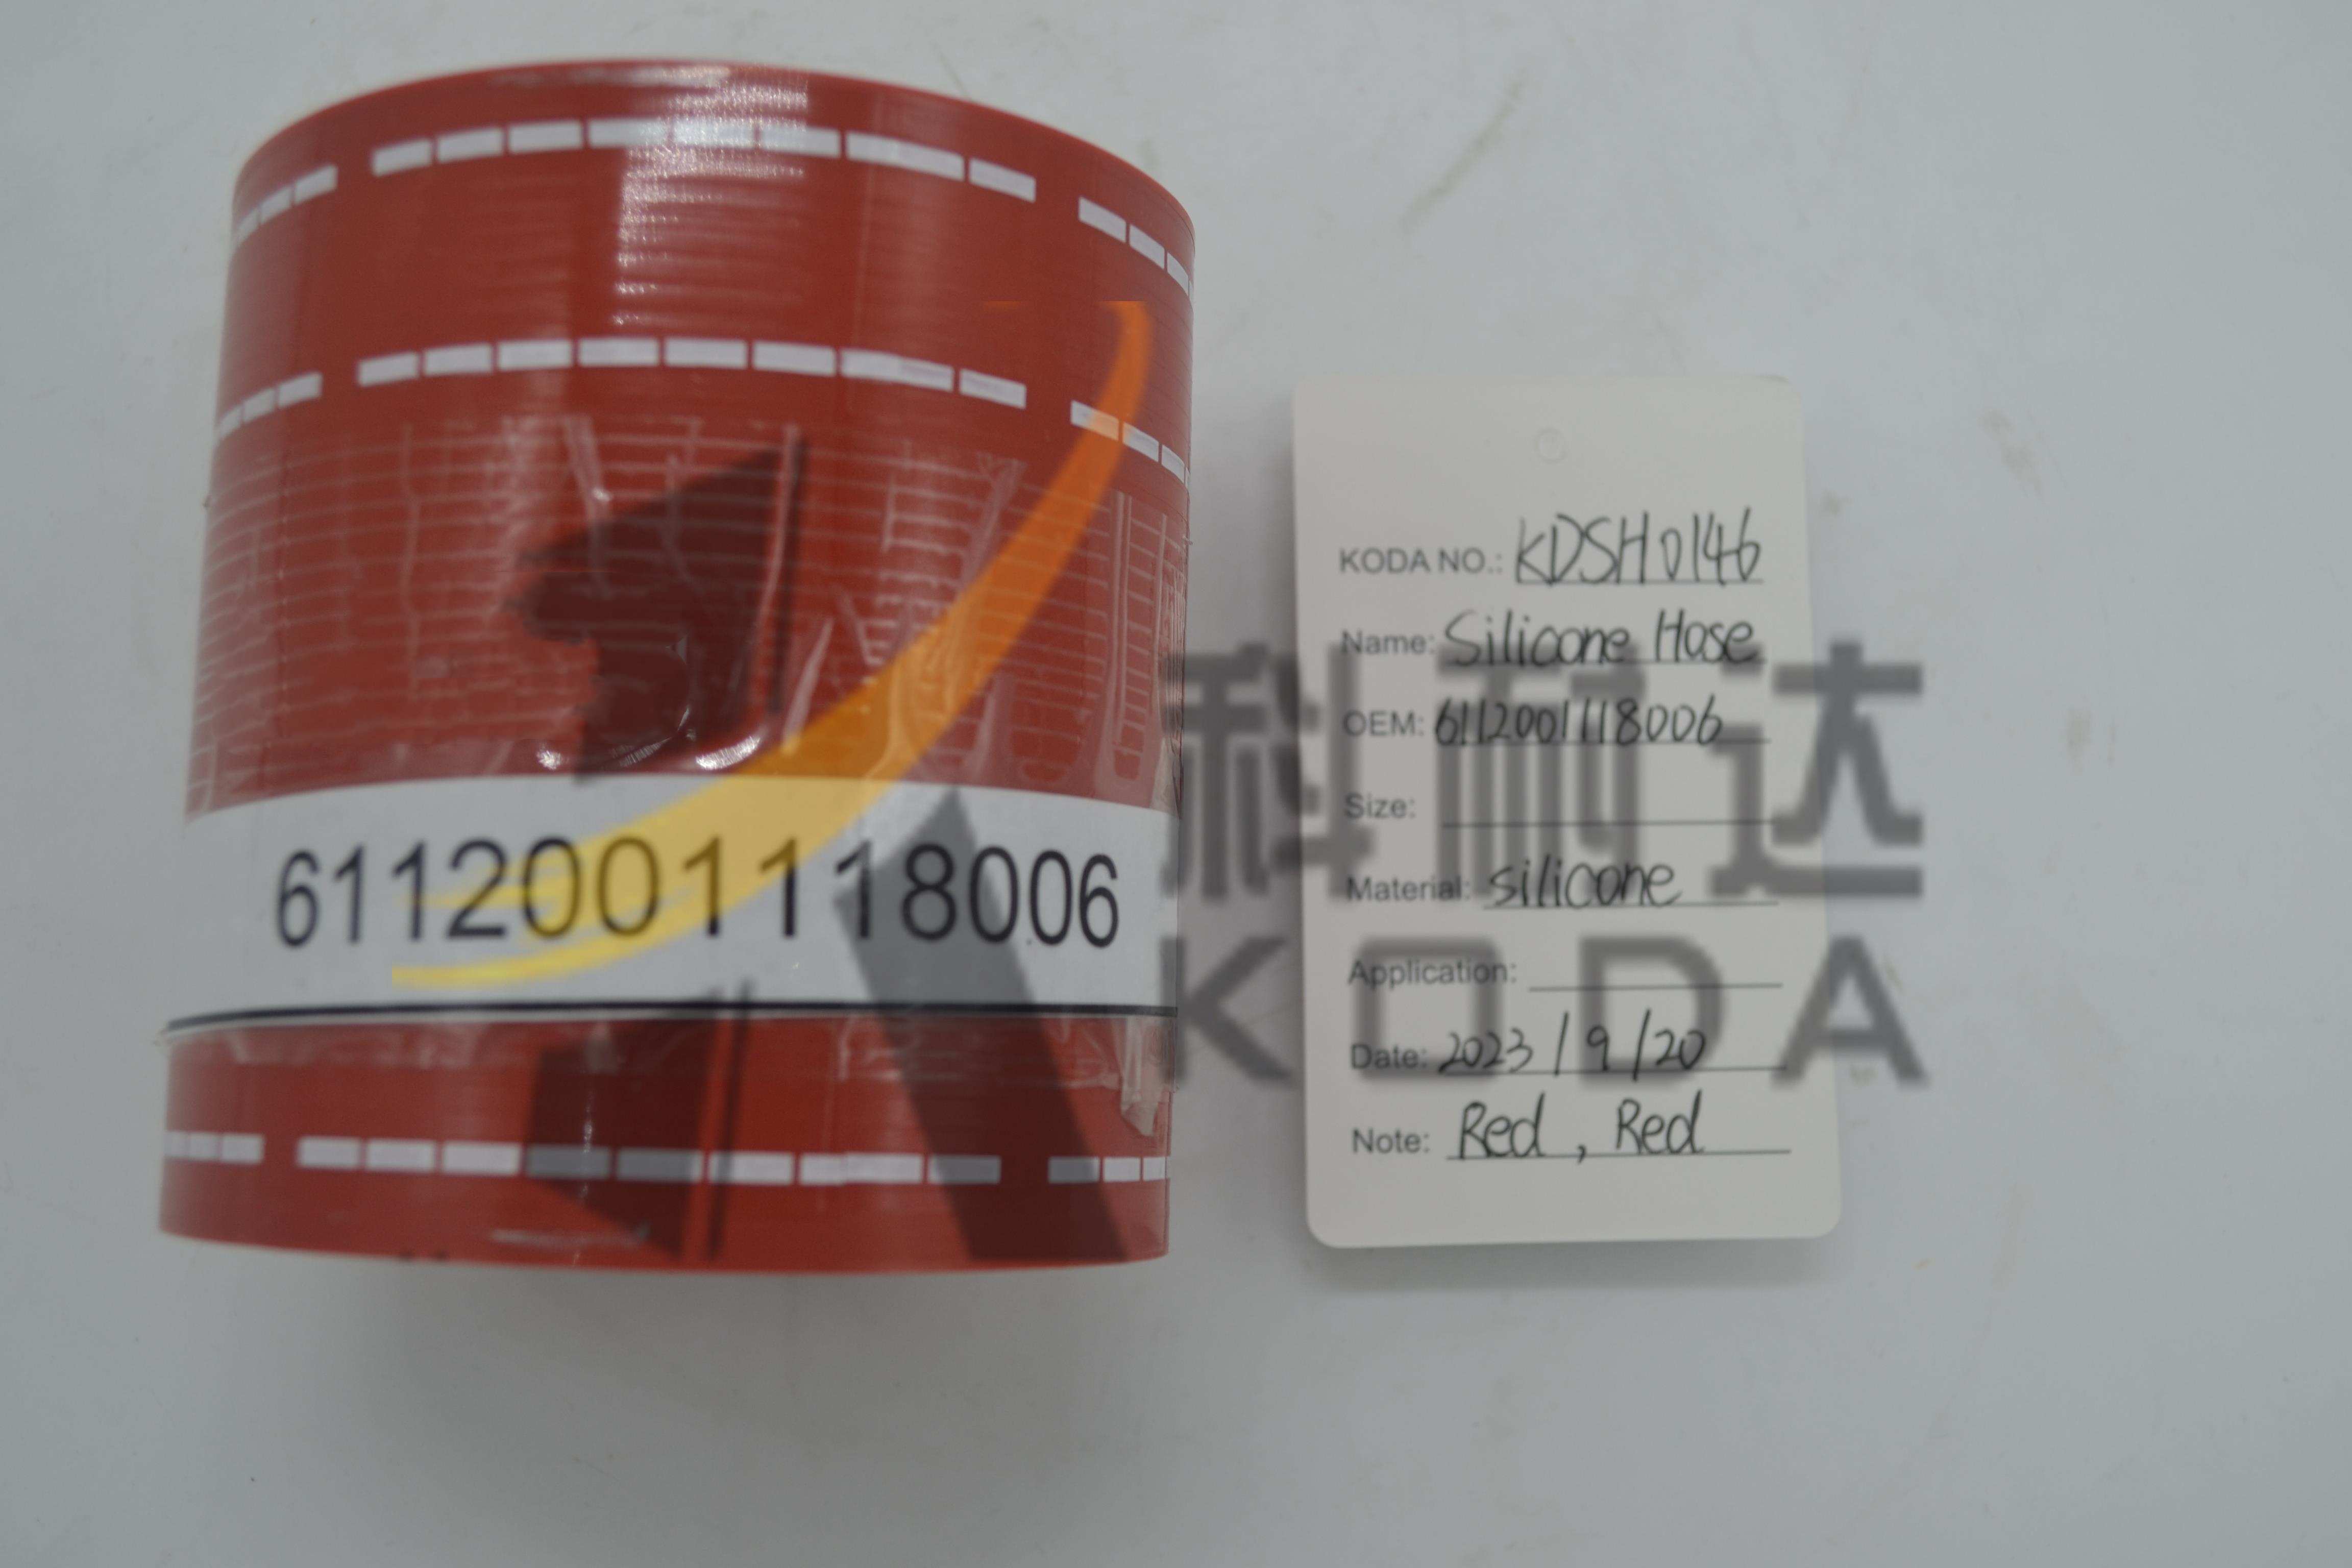 6112001118006
KODA NO.: KDSH0146
Name: Silicone Hose
OEM: 6112001118006
Size:
Material: silicone
Application:
Date: 2023/9/20
Note: Red, Red
科耐达
KODA